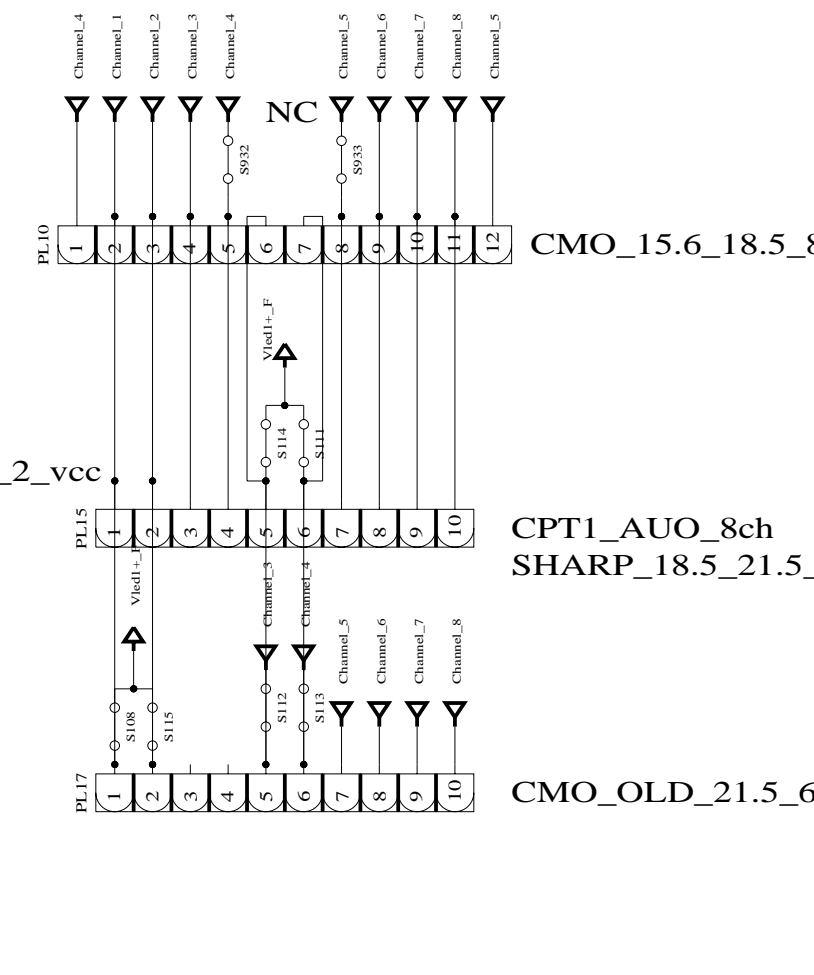 Channel_4
Channel_1
Channel_2
Channel_3
Channel_4
Channel_5
Channel_6
Channel_7
Channel_8
Channel_5
NC
S932
S933
PL10
1
2
3
4
5
6
7
8
9
10
11
12
CMO_15.6_18.5_8
Vled1+_F
S114
S111
_2_vcc
PL15
1
2
3
4
5
6
7
8
9
10
CPT1_AUO_8ch
SHARP_18.5_21.5_
Vled1+_F
Channel_3
Channel_4
Channel_5
Channel_6
Channel_7
Channel_8
S108
S115
S112
S113
PL17
1
2
3
4
5
6
7
8
9
10
CMO_OLD_21.5_6